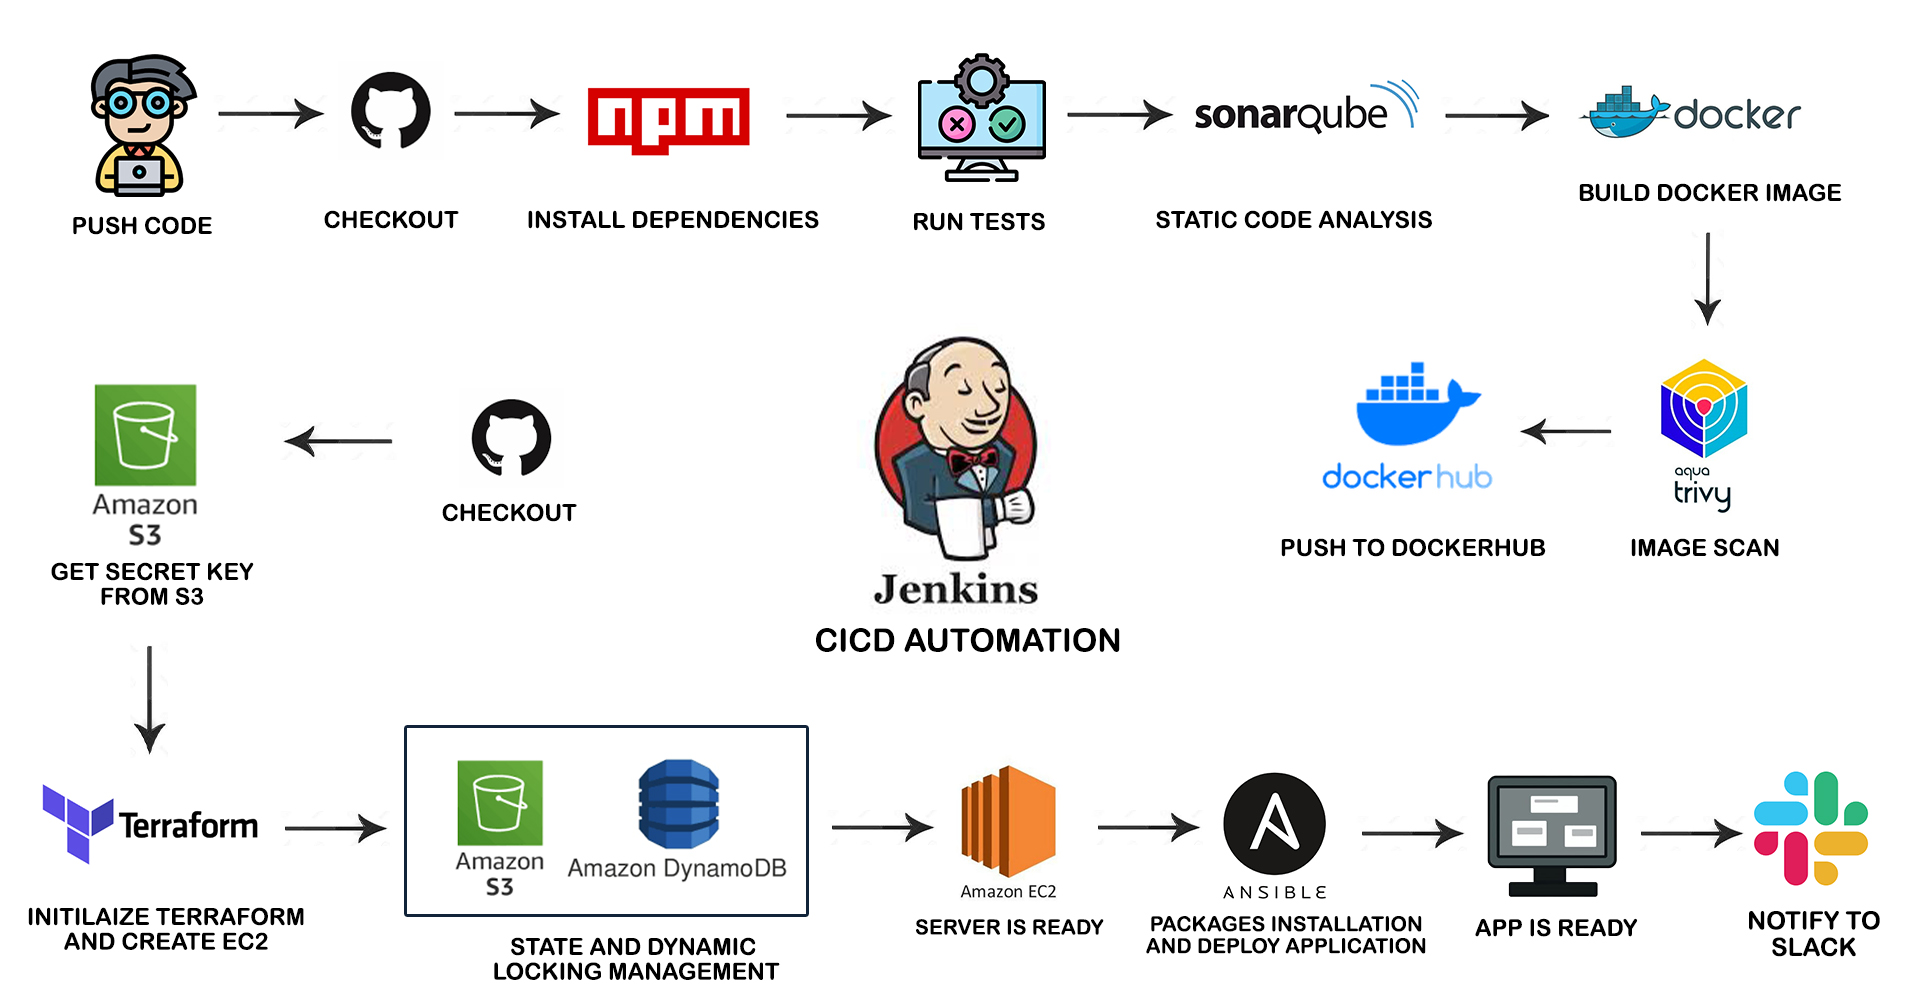 npm
sonarqube
docker
PUSH CODE
CHECKOUT
INSTALL DEPENDENCIES
RUN TESTS
STATIC CODE ANALYSIS
BUILD DOCKER IMAGE
Amazon
S3
GET SECRET KEY
FROM S3
CHECKOUT
Jenkins
CICD AUTOMATION
docker hub
PUSH TO DOCKERHUB
aqua
trivy
IMAGE SCAN
Terraform
INITILAIZE TERRAFORM
AND CREATE EC2
Amazon
S3
Amazon DynamoDB
STATE AND DYNAMIC
LOCKING MANAGEMENT
Amazon EC2
SERVER IS READY
A
ANSIBLE
PACKAGES INSTALLATION
AND DEPLOY APPLICATION
APP IS READY
NOTIFY TO
SLACK